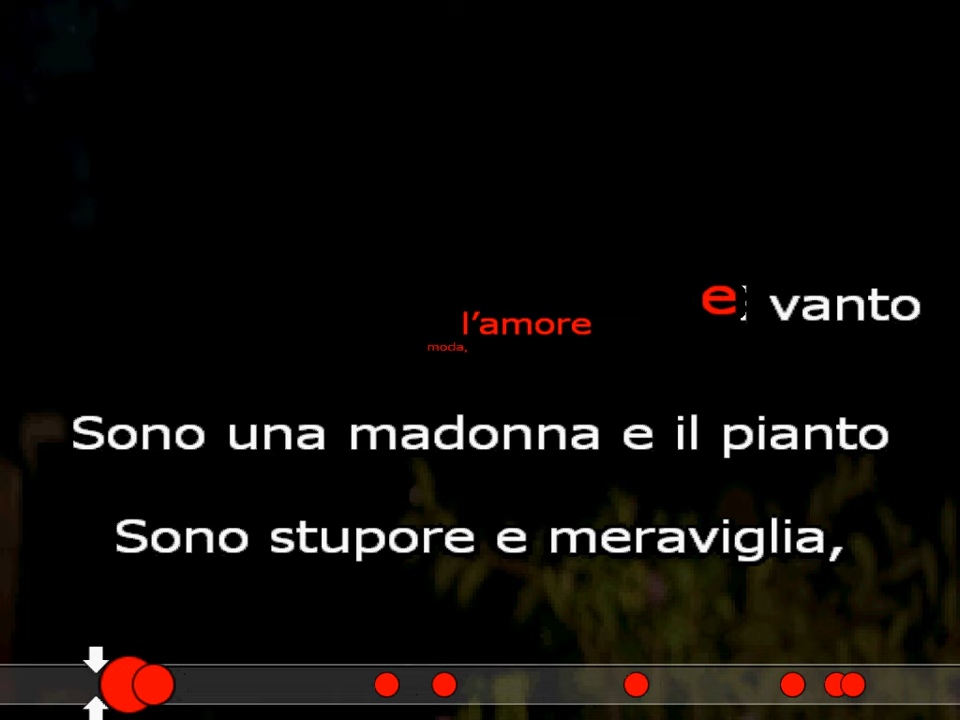 moda, l'amore e vanto
Sono una madonna e il pianto
Sono stupore e meraviglia,